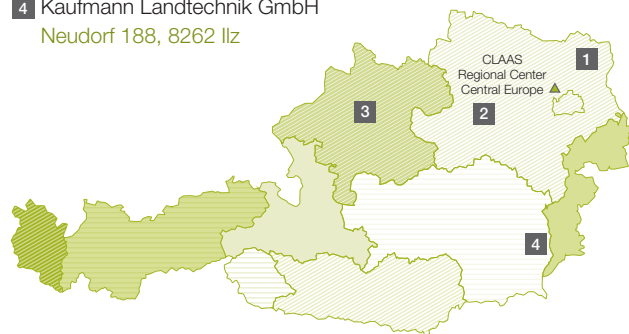 4 Kaufmann Landtechnik GmbH
Neudorf 188, 8262 Ilz
1
CLAAS
Regional Center
Central Europe
3
2
4